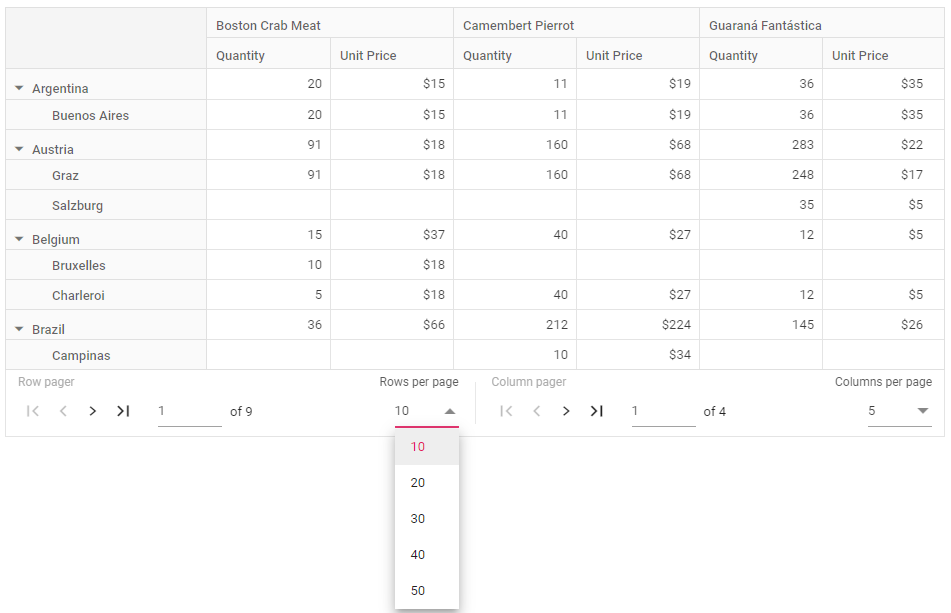 Boston Crab Meat Camembert Pierrot Guaraná Fantástica
Quantity Unit Price Quantity Unit Price Quantity Unit Price
Argentina 20 $15 11 $19 36 $35
Buenos Aires 20 $15 11 $19 36 $35
Austria 91 $18 160 $68 283 $22
Graz 91 $18 160 $68 248 $17
Salzburg 35 $5
Belgium 15 $37 40 $27 12 $5
Bruxelles 10 $18
Charleroi 5 $18 40 $27 12 $5
Brazil 36 $66 212 $224 145 $26
Campinas 10 $34
Row pager Rows per page Column pager Columns per page
1 of 9 10 1 of 4 5
10
20
30
40
50